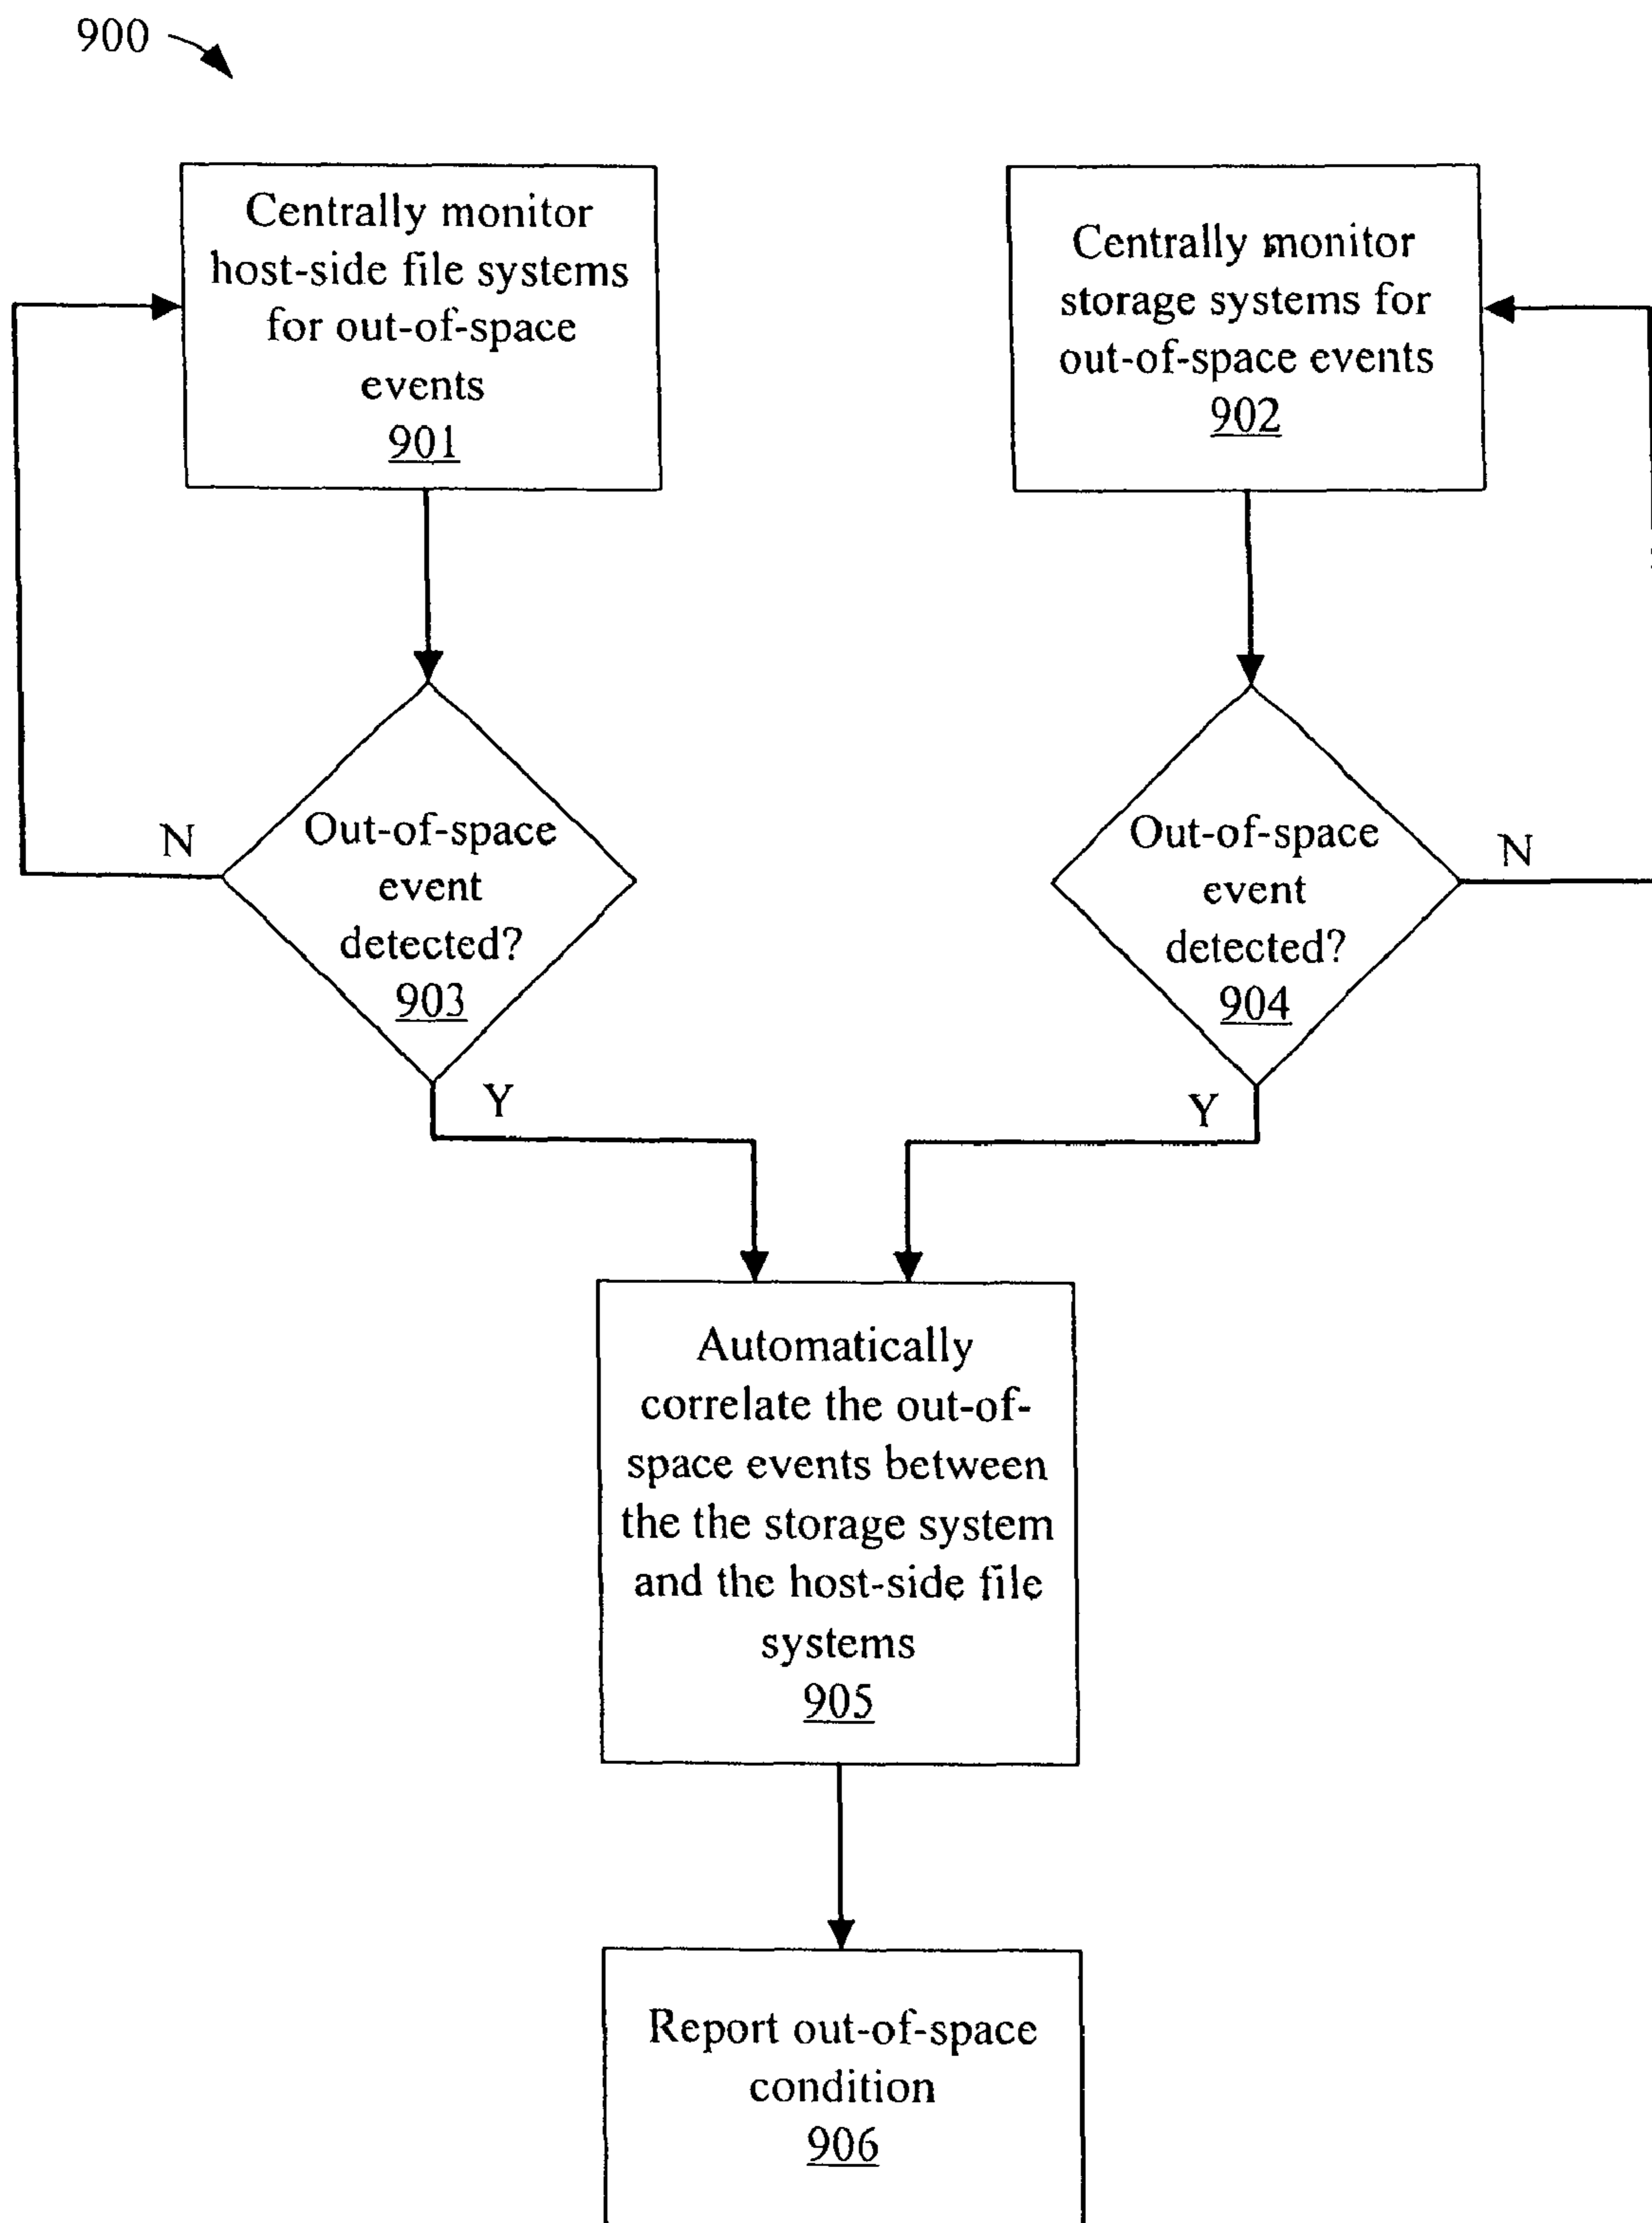 900
Centrally monitor
host-side file systems
for out-of-space
events
901
Centrally monitor
storage systems for
out-of-space events
902
N
Out-of-space
event
detected?
903
Y
Out-of-space
event
detected?
904
N
Y
Automatically
correlate the out-of-
space events between
the the storage system
and the host-side file
systems
905
Report out-of-space
condition
906